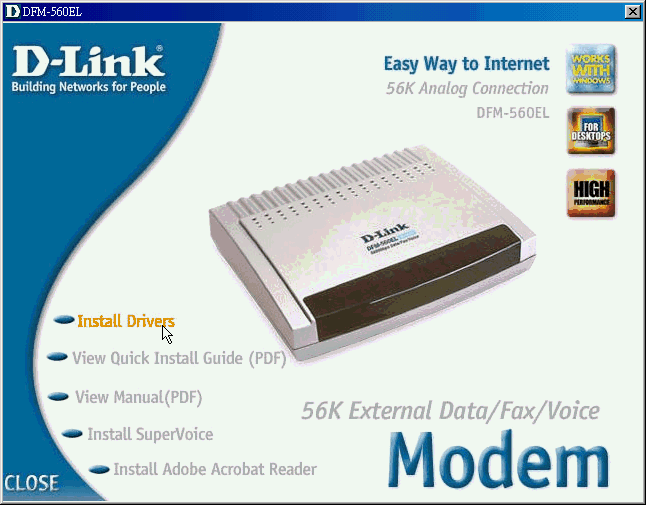 DFM-560EL
D-Link®
Building Networks for People
Easy Way to Internet
56K Analog Connection
DFM-560EL
WORKS
WITH
WINDOWS
FOR
DESKTOPS
HIGH
PERFORMANCE
D-Link
DFM-560EL
Install Drivers
View Quick Install Guide (PDF)
View Manual(PDF)
Install SuperVoice
Install Adobe Acrobat Reader
56K External Data/Fax/Voice
Modem
CLOSE